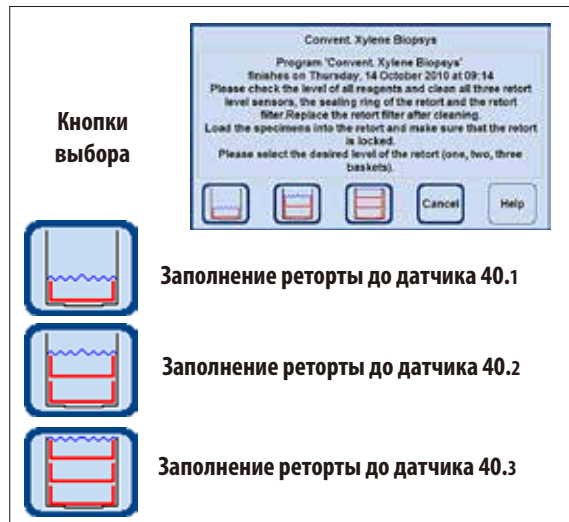 Convent. Xylene Biopsys
Program 'Convent. Xylene Biopsys'
finishes on Thursday, 14 October 2010 at 09:14
Please check the level of all reagents and clean all three retort
level sensors, the sealing ring of the retort and the retort
filter.Replace the retort filter after cleaning.
Load the specimens into the retort and make sure that the retort
is locked.
Please select the desired level of the retort (one, two, three
baskets).
Cancel
Help
Кнопки
выбора
Заполнение реторты до датчика 40.1
Заполнение реторты до датчика 40.2
Заполнение реторты до датчика 40.3